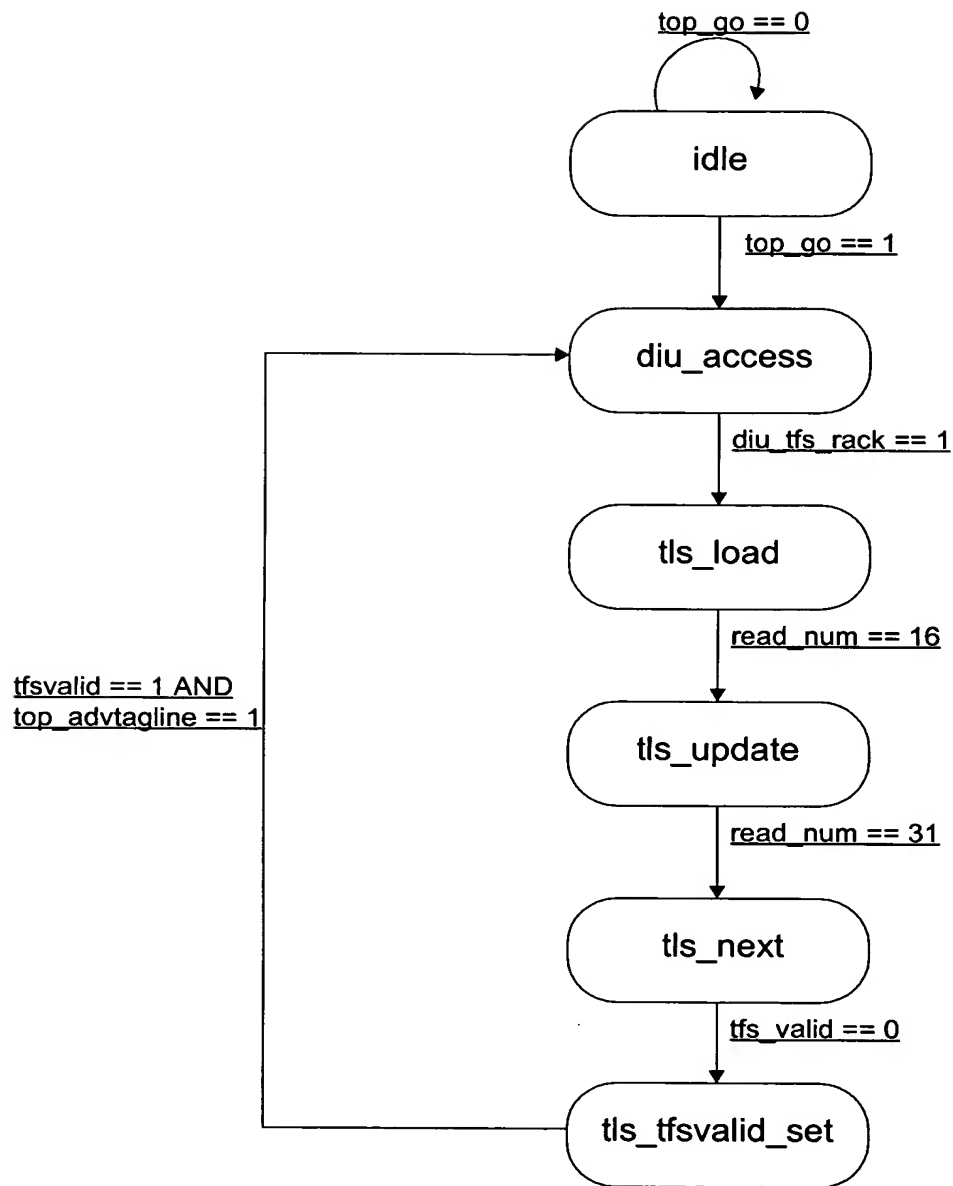 top_go == 0
idle
top_go == 1
diu_access
diu_tfs_rack == 1
tls_load
read_num == 16
tfsvalid == 1 AND
top_advtagline == 1
tls_update
read_num == 31
tls_next
tfs_valid == 0
tls_tfsvalid_set